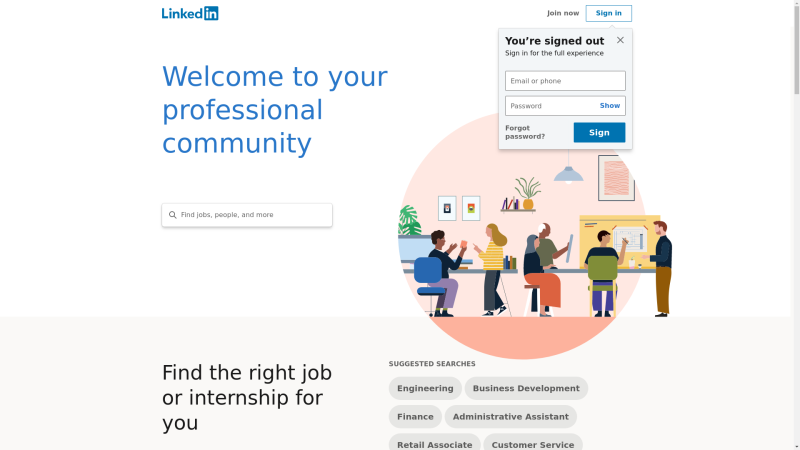 Linked in
Join now
Sign in
You're signed out
Sign in for the full experience
Email or phone
Password
Show
Forgot
password?
Sign
Welcome to your
professional
community
Find jobs, people, and more
Find the right job
or internship for
you
SUGGESTED SEARCHES
Engineering
Business Development
Finance
Administrative Assistant
Retail Associate
Customer Service